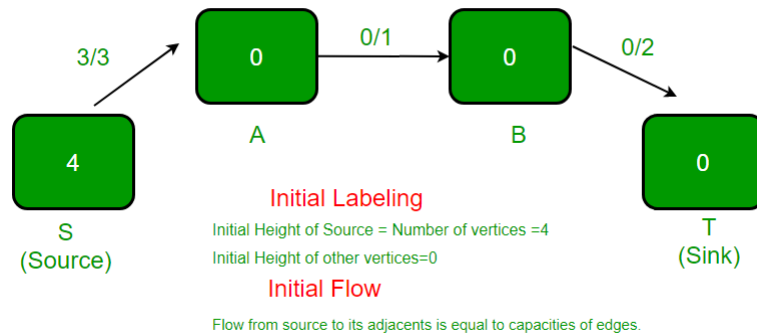 3/3
0
0/1
0
0/2
A
B
4
0
S
(Source)
T
(Sink)
Initial Labeling
Initial Height of Source = Number of vertices =4
Initial Height of other vertices=0
Initial Flow
Flow from source to its adjacents is equal to capacities of edges.